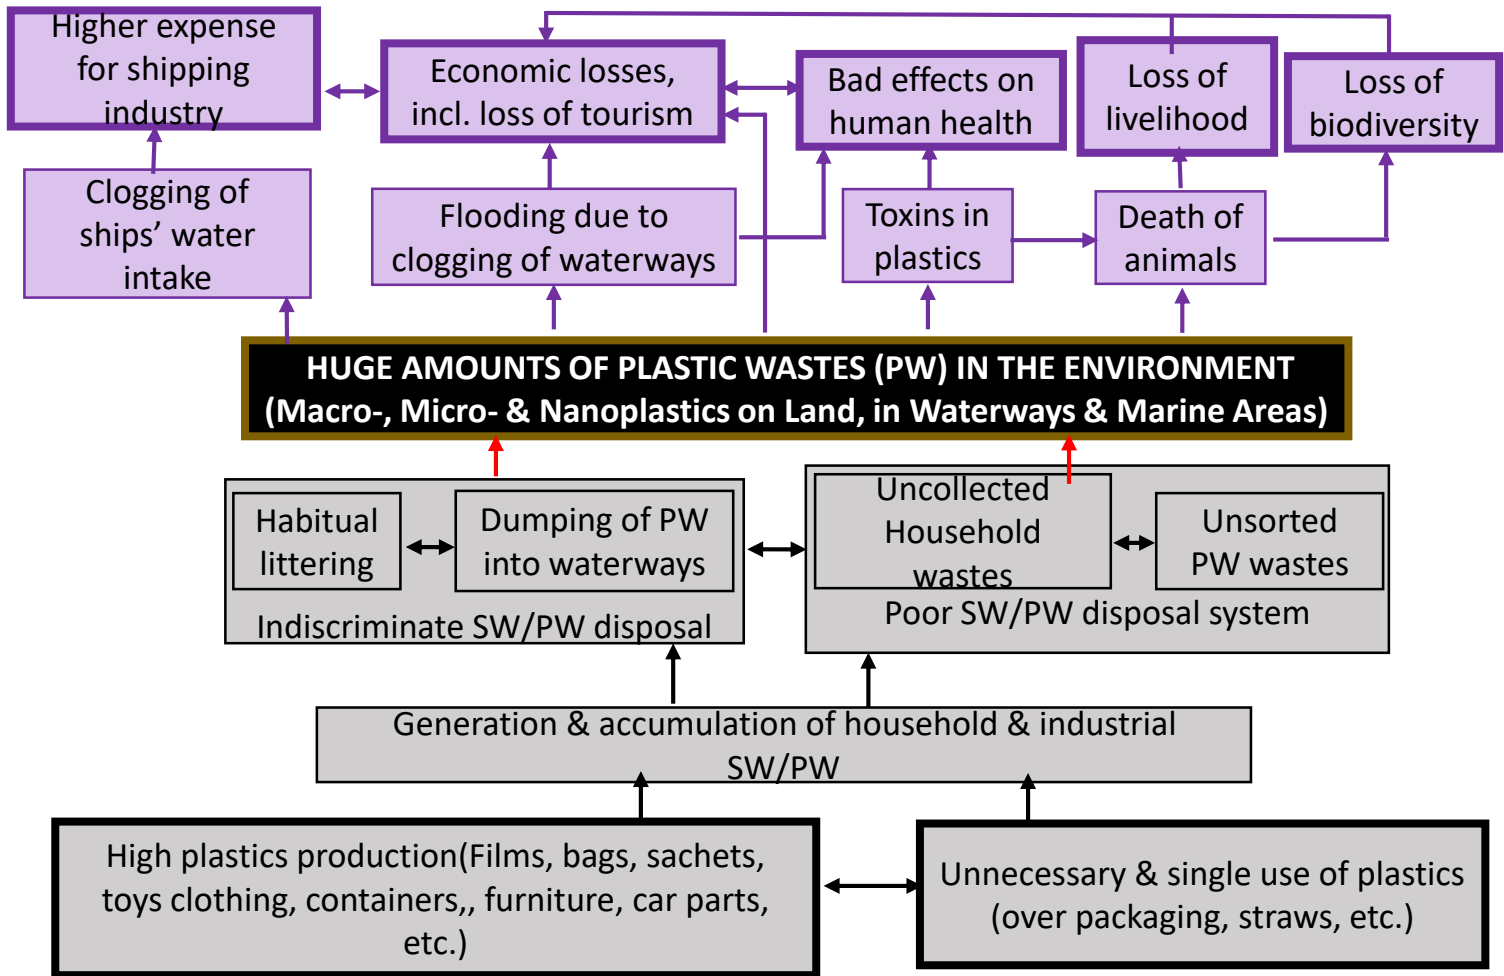 Higher expense
for shipping
industry
Economic losses,
incl. loss of tourism
Bad effects on
human health
Loss of
livelihood
Loss of
biodiversity
Clogging of
ships’ water
intake
Flooding due to
clogging of waterways
Toxins in
plastics
Death of
animals
HUGE AMOUNTS OF PLASTIC WASTES (PW) IN THE ENVIRONMENT
(Macro-, Micro- & Nanoplastics on Land, in Waterways & Marine Areas)
Habitual
littering
Dumping of PW
into waterways
Indiscriminate SW/PW disposal
Uncollected
Household
wastes
Unsorted
PW wastes
Poor SW/PW disposal system
Generation & accumulation of household & industrial
SW/PW
High plastics production(Films, bags, sachets,
toys clothing, containers,, furniture, car parts,
etc.)
Unnecessary & single use of plastics
(over packaging, straws, etc.)